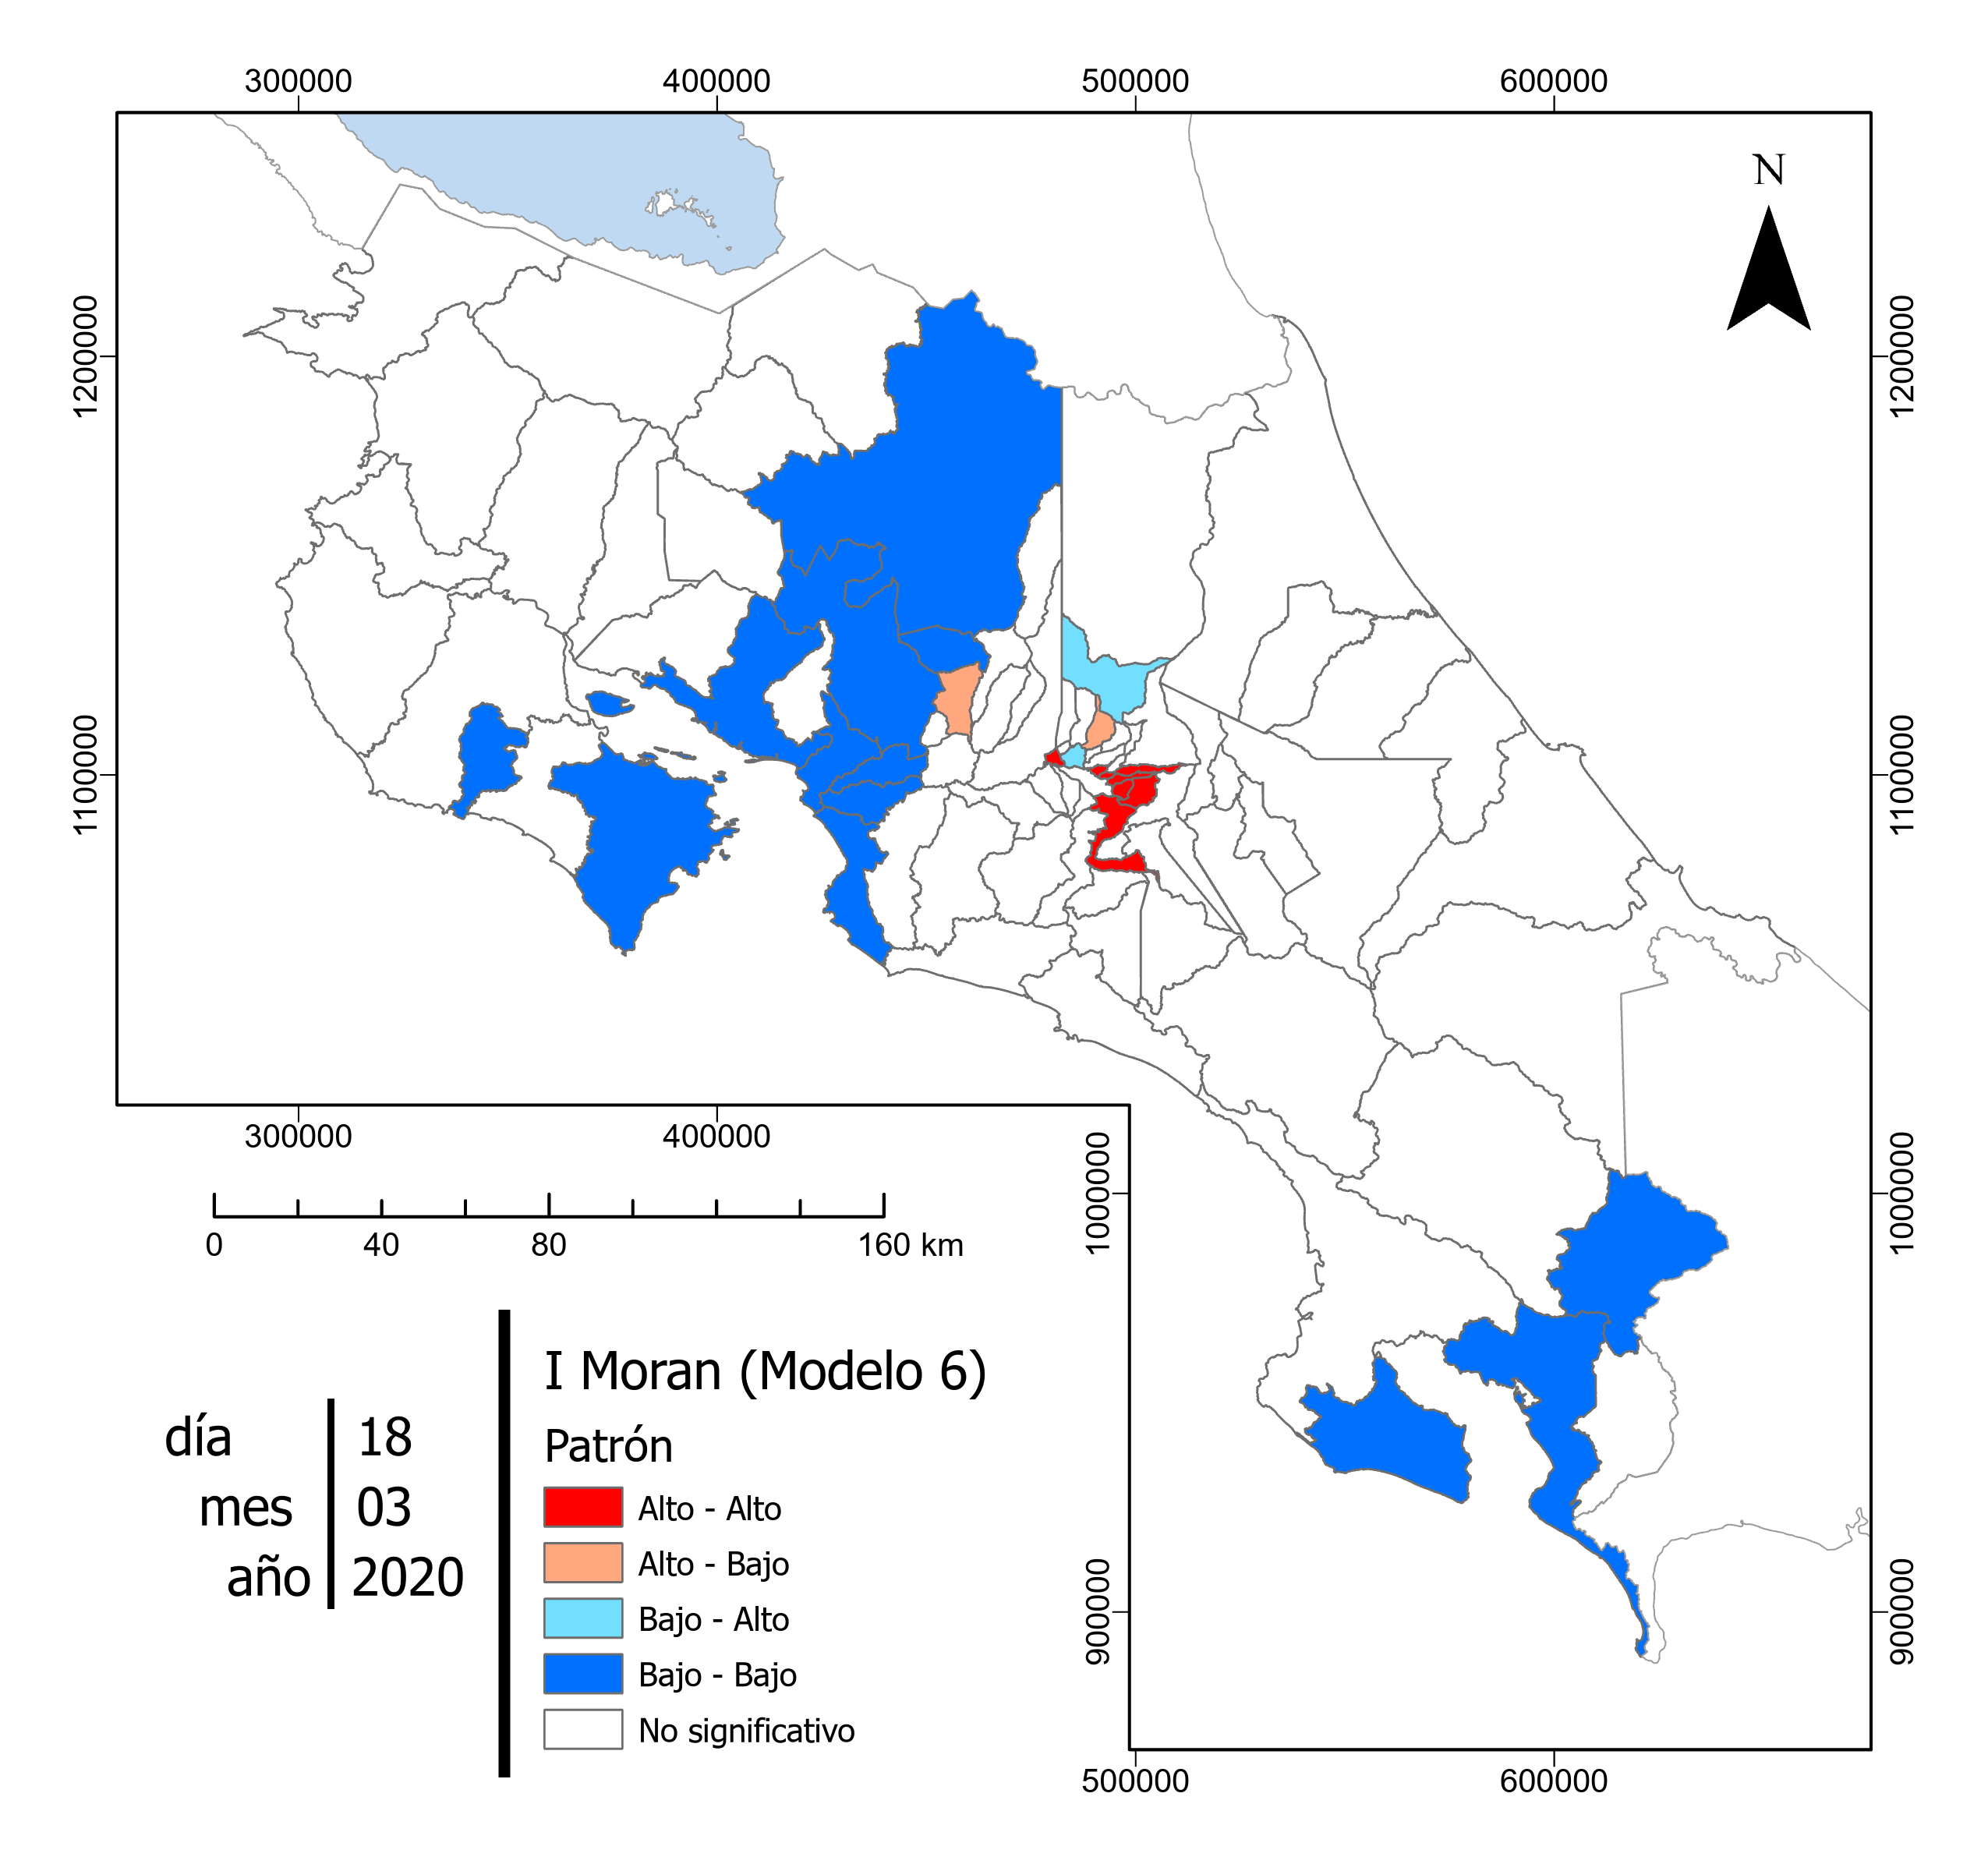 300000 400000 500000 600000
N
1200000 1200000
1100000 1100000
300000 400000
1000000 1000000
0 40 80 160 km
I Moran (Modelo 6)
día 18
mes 03
año 2020
Patrón
Alto - Alto
Alto - Bajo
Bajo - Alto
Bajo - Bajo
No significativo
900000 900000
500000 600000